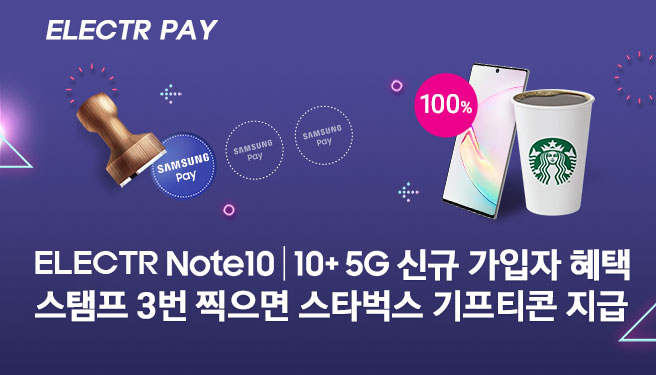 ELECTR PAY
100%
SAMSUNG
Pay
SAMSUNG
Pay
SAMSUNG
Pay
ELECTR Note10 | 10+ 5G 신규 가입자 혜택
스탬프 3번 찍으면 스타벅스 기프티콘 지급